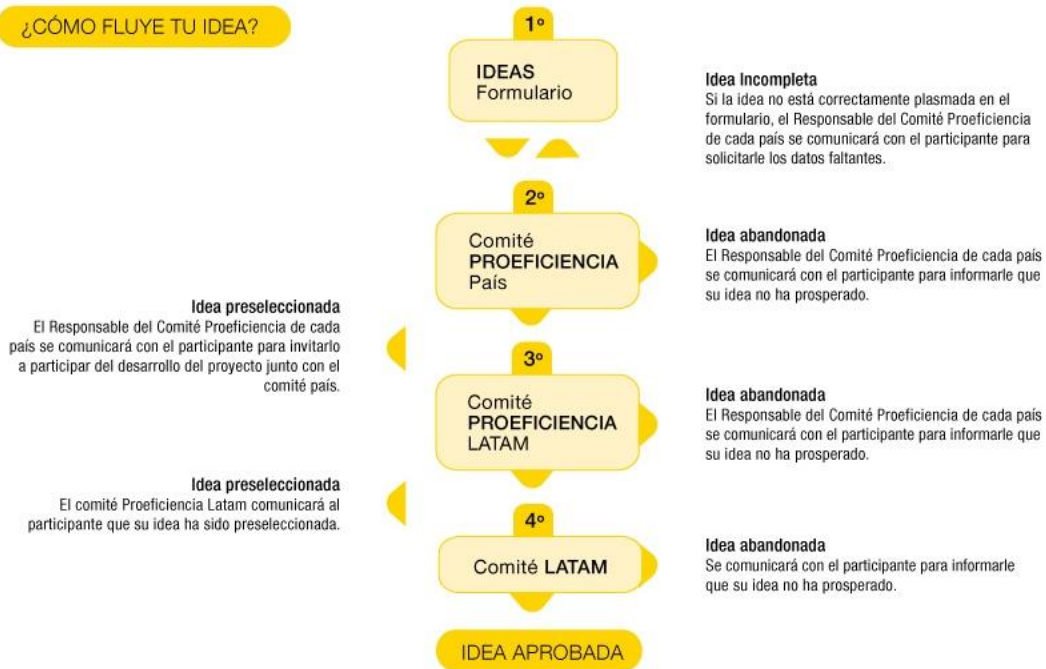 ¿CÓMO FLUYE TU IDEA?
1º
IDEAS
Formulario
Idea Incompleta
Si la idea no está correctamente plasmada en el
formulario, el Responsable del Comité Proeficiencia
de cada país se comunicará con el participante para
solicitarle los datos faltantes.
2º
Comité
PROEFICIENCIA
País
Idea abandonada
El Responsable del Comité Proeficiencia de cada país
se comunicará con el participante para informarle que
su idea no ha prosperado.
Idea preseleccionada
El Responsable del Comité Proeficiencia de cada
país se comunicará con el participante para invitarlo
a participar del desarrollo del proyecto junto con el
comité país.
3º
Comité
PROEFICIENCIA
LATAM
Idea abandonada
El Responsable del Comité Proeficiencia de cada país
se comunicará con el participante para informarle que
su idea no ha prosperado.
Idea preseleccionada
El comité Proeficiencia Latam comunicará al
participante que su idea ha sido preseleccionada.
4º
Comité LATAM
Idea abandonada
Se comunicará con el participante para informarle
que su idea no ha prosperado.
IDEA APROBADA